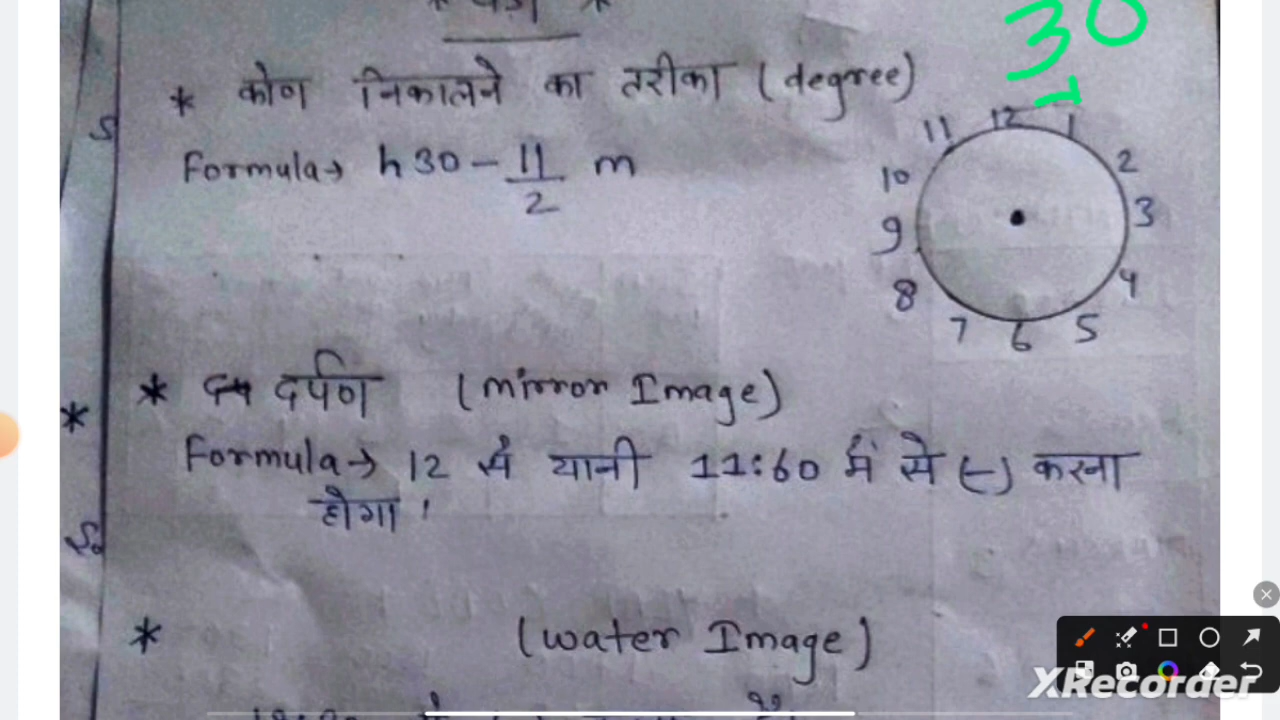 * घड़ी *
30
* कोण निकालने का तरीका (degree)
Formula→ h30 - 11/2 m
12 1 2 3 4 5 6 7 8 9 10 11
* दर्पण (mirror Image)
Formula→ 12 से यानी 11:60 में से (-) करना
होगा।
* (water Image)
XRecorder